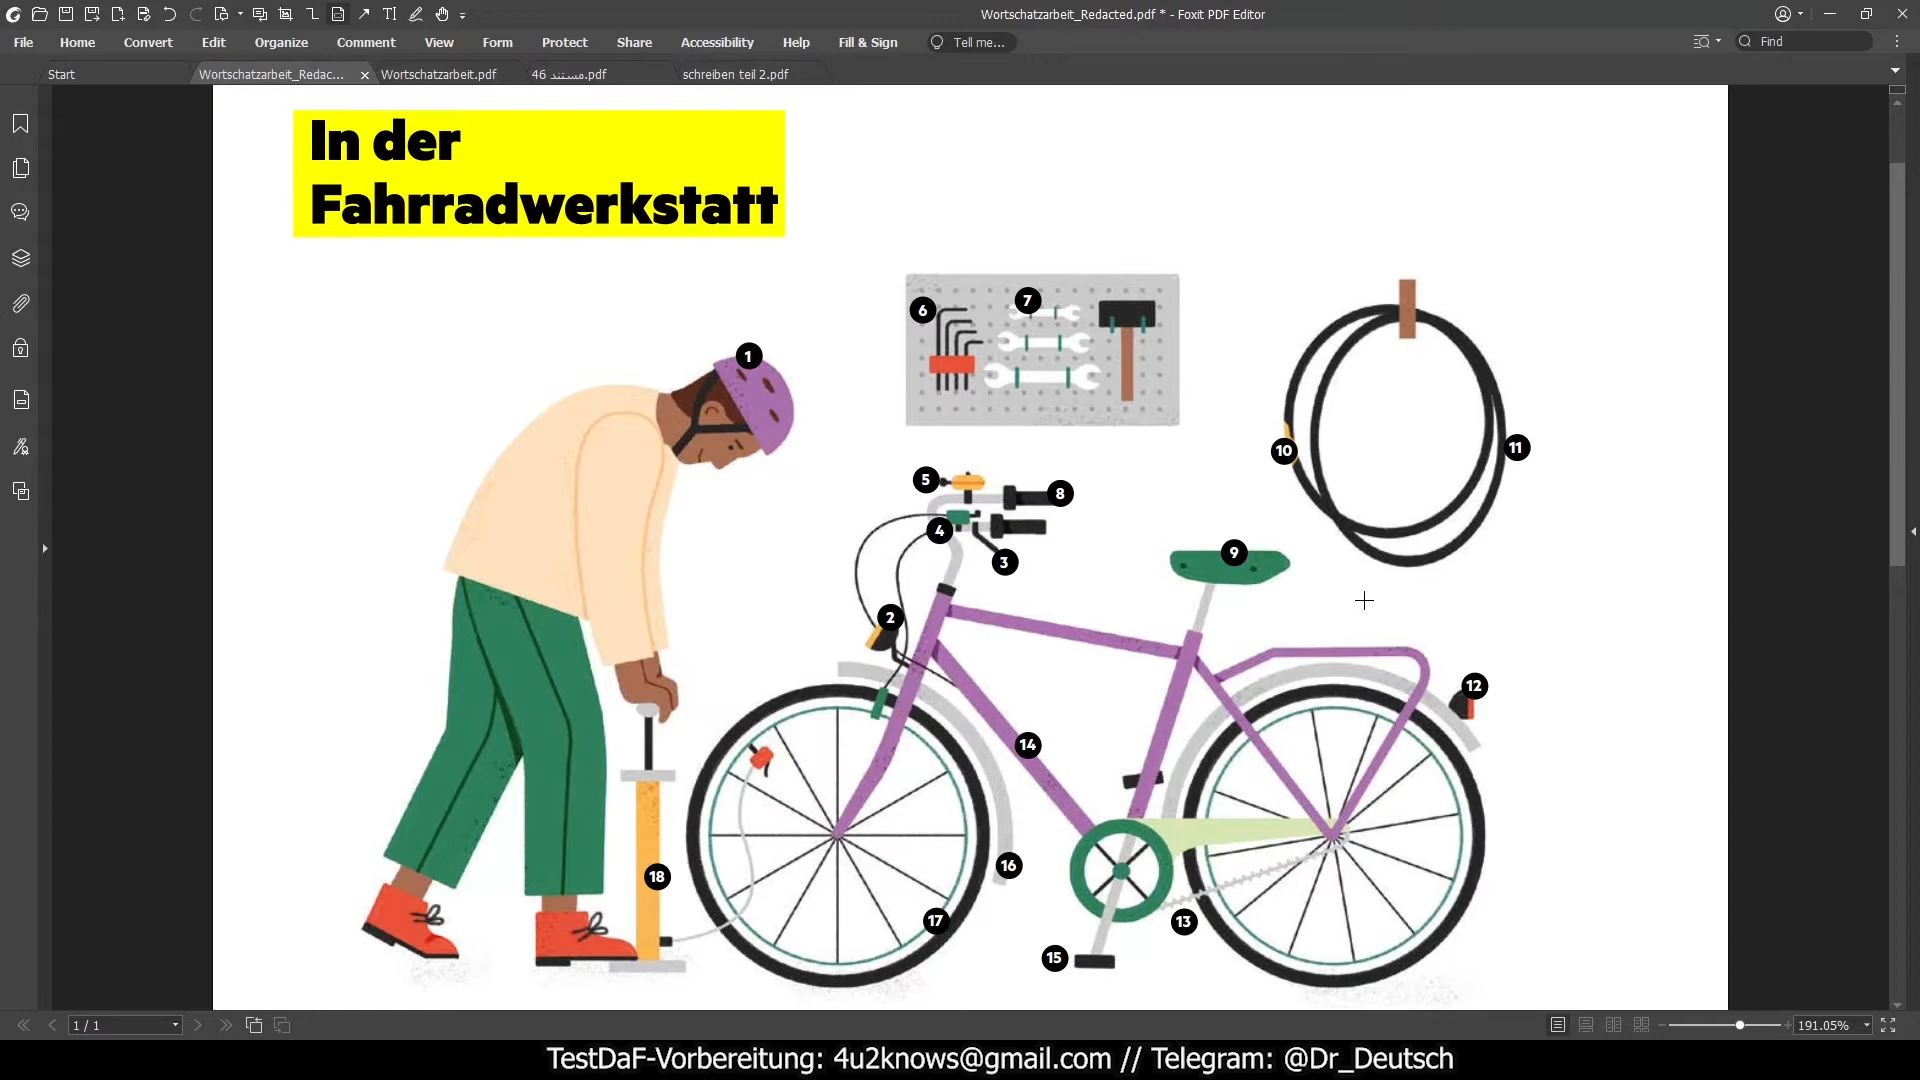 Wortschatzarbeit_Redacted.pdf * - Foxit PDF Editor
File Home Convert Edit Organize Comment View Form Protect Share Accessibility Help Fill & Sign Tell me... Find
Start Wortschatzarbeit_Redac... Wortschatzarbeit.pdf مستند 46.pdf schreiben teil 2.pdf
In der
Fahrradwerkstatt
6
7
1
10
11
5
8
4
3
9
2
12
14
18
16
17
13
15
1 / 1
191.05%
TestDaF-Vorbereitung: 4u2knows@gmail.com // Telegram: @Dr_Deutsch